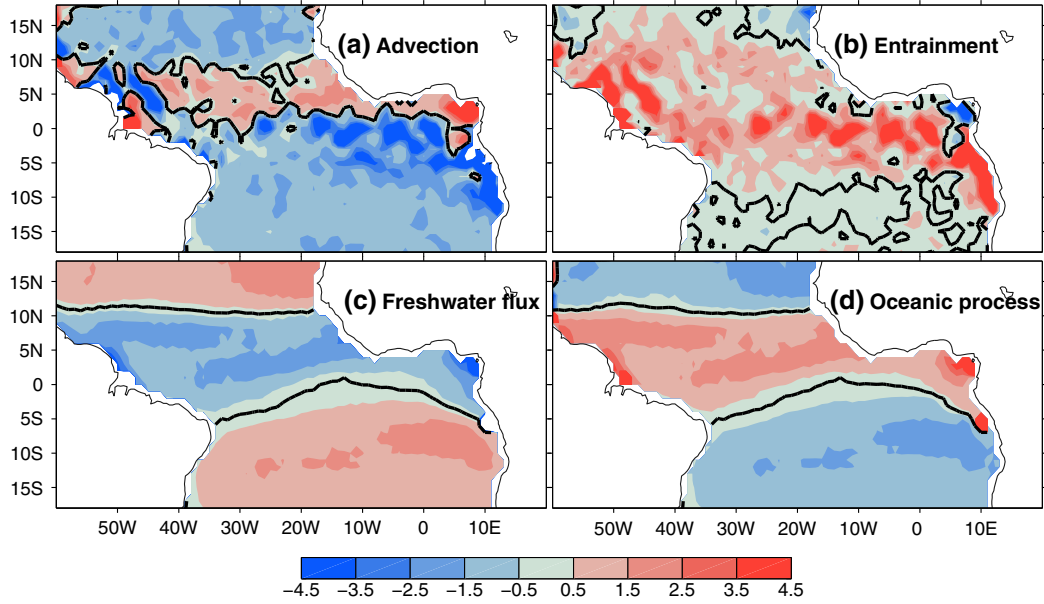 (a) Advection
(b) Entrainment
15N
10N
5N
0
5S
10S
15S
(c) Freshwater flux
(d) Oceanic process
15N
10N
5N
0
5S
10S
15S
50W 40W 30W 20W 10W 0 10E
50W 40W 30W 20W 10W 0 10E
−4.5 −3.5 −2.5 −1.5 −0.5 0.5 1.5 2.5 3.5 4.5